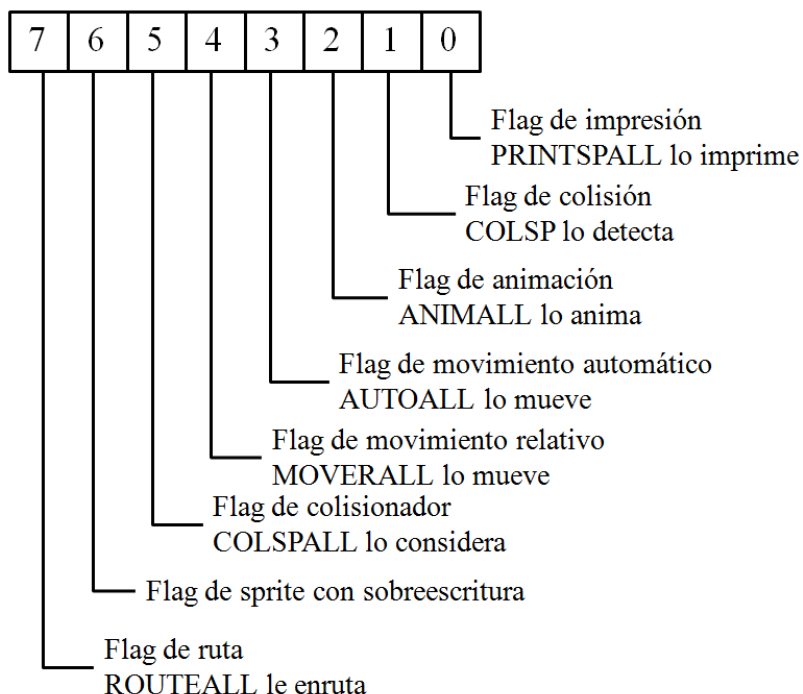 7 6 5 4 3 2 1 0
Flag de impresión
PRINTSPALL lo imprime
Flag de colisión
COLSP lo detecta
Flag de animación
ANIMALL lo anima
Flag de movimiento automático
AUTOALL lo mueve
Flag de movimiento relativo
MOVERALL lo mueve
Flag de colisionador
COLSPALL lo considera
Flag de sprite con sobreescritura
Flag de ruta
ROUTEALL le enruta